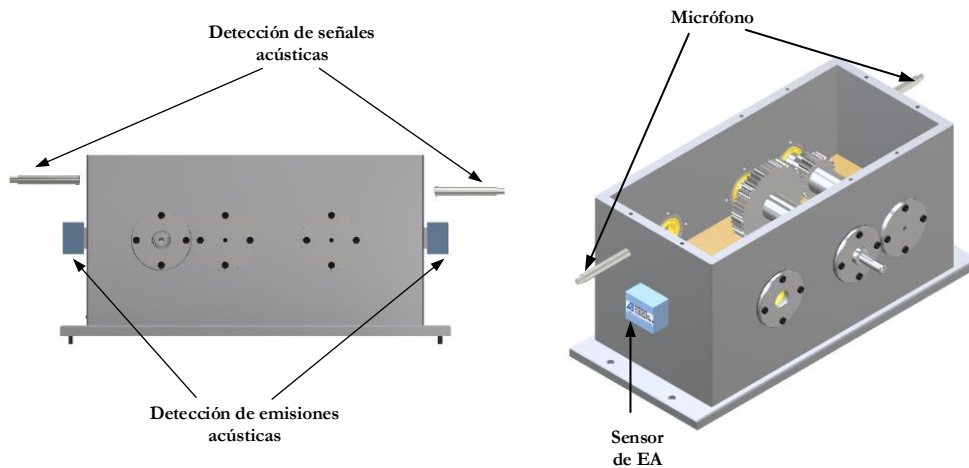 Detección de señales
acústicas
Micrófono
Detección de emisiones
acústicas
Sensor
de EA